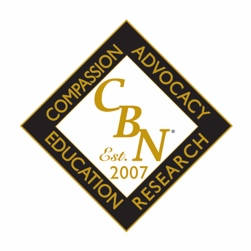 COMPASSION
ADVOCACY
CBN®
Est.
2007
EDUCATION
RESEARCH